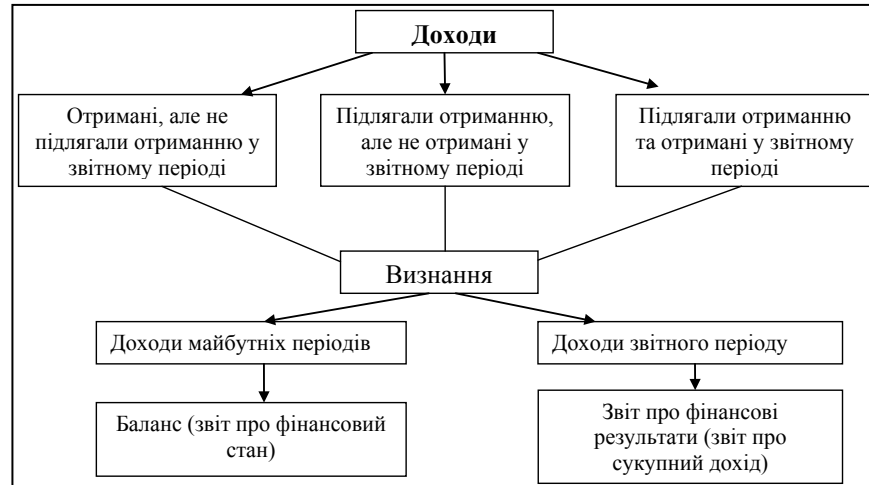 Доходи
Отримані, але не
підлягали отриманню у
звітному періоді
Підлягали отриманню,
але не отримані у
звітному періоді
Підлягали отриманню
та отримані у звітному
періоді
Визнання
Доходи майбутніх періодів
Доходи звітного періоду
Баланс (звіт про фінансовий
стан)
Звіт про фінансові
результати (звіт про
сукупний дохід)